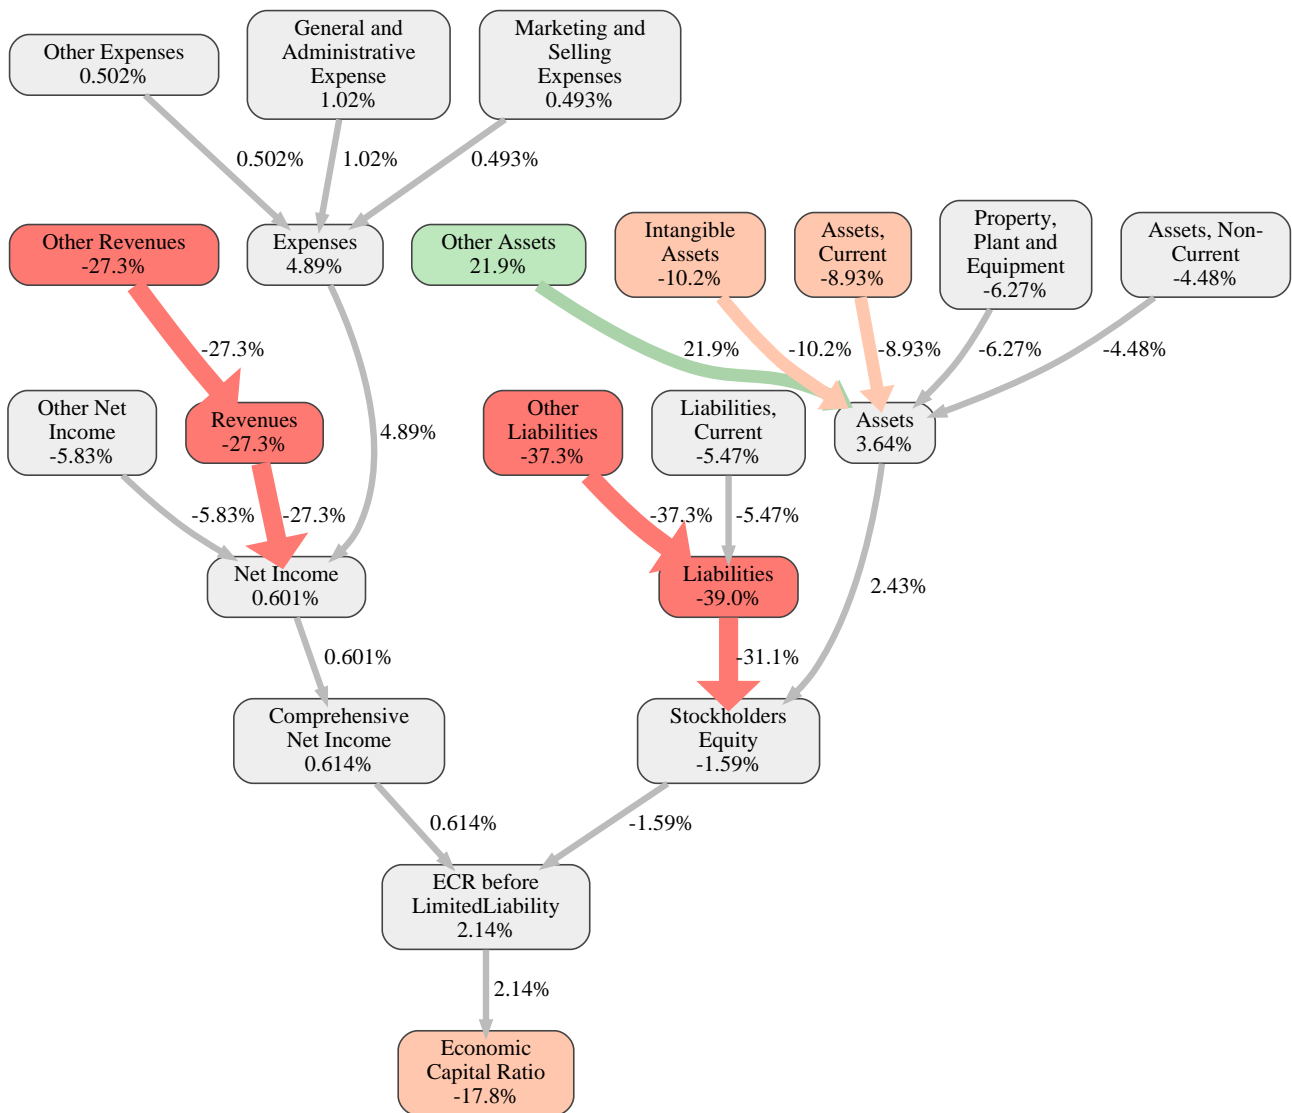 Other Expenses
0.502%
General and
Administrative
Expense
1.02%
Marketing and
Selling
Expenses
0.493%
0.502%
1.02%
0.493%
Other Revenues
-27.3%
Expenses
4.89%
Other Assets
21.9%
Intangible
Assets
-10.2%
Assets,
Current
-8.93%
Property,
Plant and
Equipment
-6.27%
Assets, Non-
Current
-4.48%
-27.3%
21.9%
-10.2%
-8.93%
-6.27%
-4.48%
Other Net
Income
-5.83%
Revenues
-27.3%
4.89%
Other
Liabilities
-37.3%
Liabilities,
Current
-5.47%
Assets
3.64%
-5.83%
-27.3%
-37.3%
-5.47%
Net Income
0.601%
Liabilities
-39.0%
2.43%
0.601%
-31.1%
Comprehensive
Net Income
0.614%
Stockholders
Equity
-1.59%
0.614%
-1.59%
ECR before
LimitedLiability
2.14%
2.14%
Economic
Capital Ratio
-17.8%